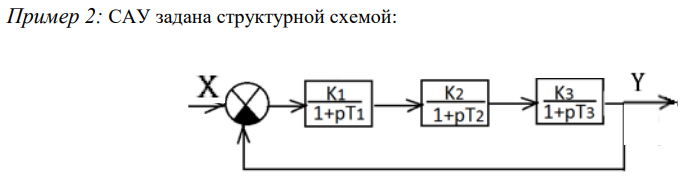 Пример 2: САУ задана структурной схемой:
X
K1
1+pT1
K2
1+pT2
K3
1+pT3
Y